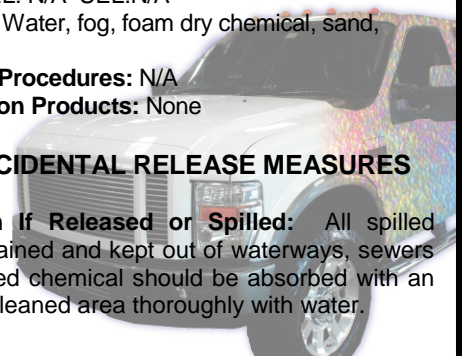 N/A UEL:N/A
Water, fog, foam dry chemical, sand,
Procedures: N/A
on Products: None
CIDENTAL RELEASE MEASURES
If Released or Spilled: All spilled
ained and kept out of waterways, sewers
ed chemical should be absorbed with an
leaned area thoroughly with water.